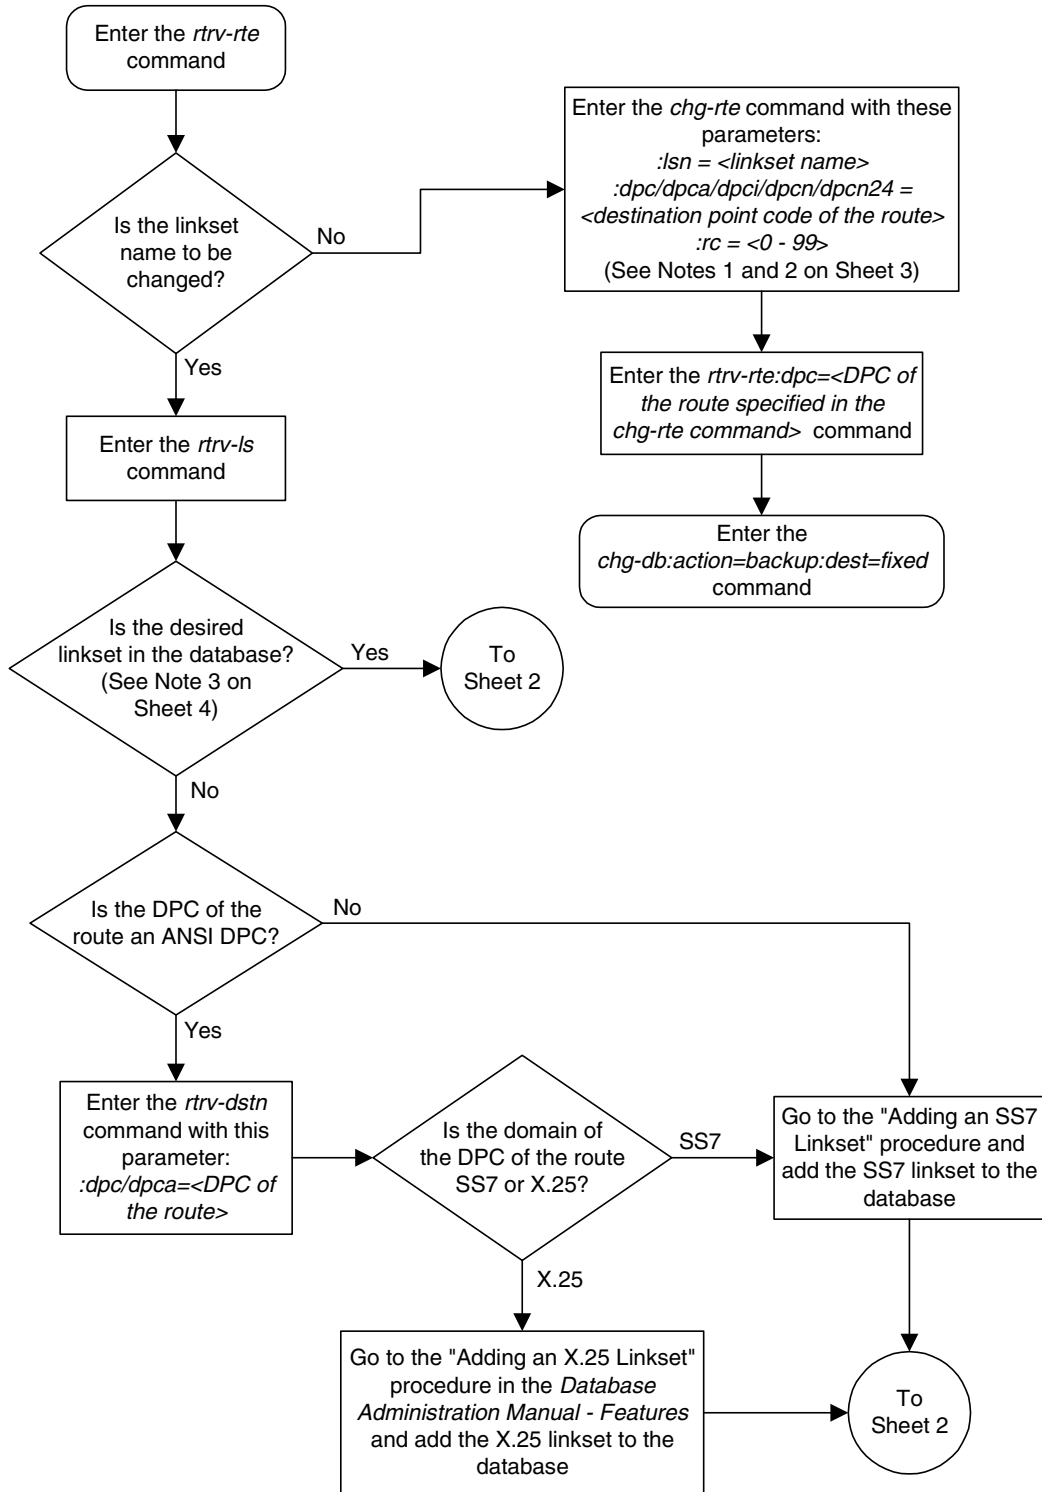 Enter the rtrv-rte
command
Is the linkset
name to be
changed?
No
Yes
Enter the chg-rte command with these
parameters:
:lsn = <linkset name>
:dpc/dpca/dpci/dpcn/dpcn24 =
<destination point code of the route>
:rc = <0 - 99>
(See Notes 1 and 2 on Sheet 3)
Enter the rtrv-rte:dpc=<DPC of
the route specified in the
chg-rte command> command
Enter the
chg-db:action=backup:dest=fixed
command
Enter the rtrv-ls
command
Is the desired
linkset in the database?
(See Note 3 on
Sheet 4)
Yes
To
Sheet 2
No
Is the DPC of the
route an ANSI DPC?
No
Yes
Enter the rtrv-dstn
command with this
parameter:
:dpc/dpca=<DPC of
the route>
Is the domain of
the DPC of the route
SS7 or X.25?
SS7
X.25
Go to the "Adding an SS7
Linkset" procedure and
add the SS7 linkset to the
database
Go to the "Adding an X.25 Linkset"
procedure in the Database
Administration Manual - Features
and add the X.25 linkset to the
database
To
Sheet 2